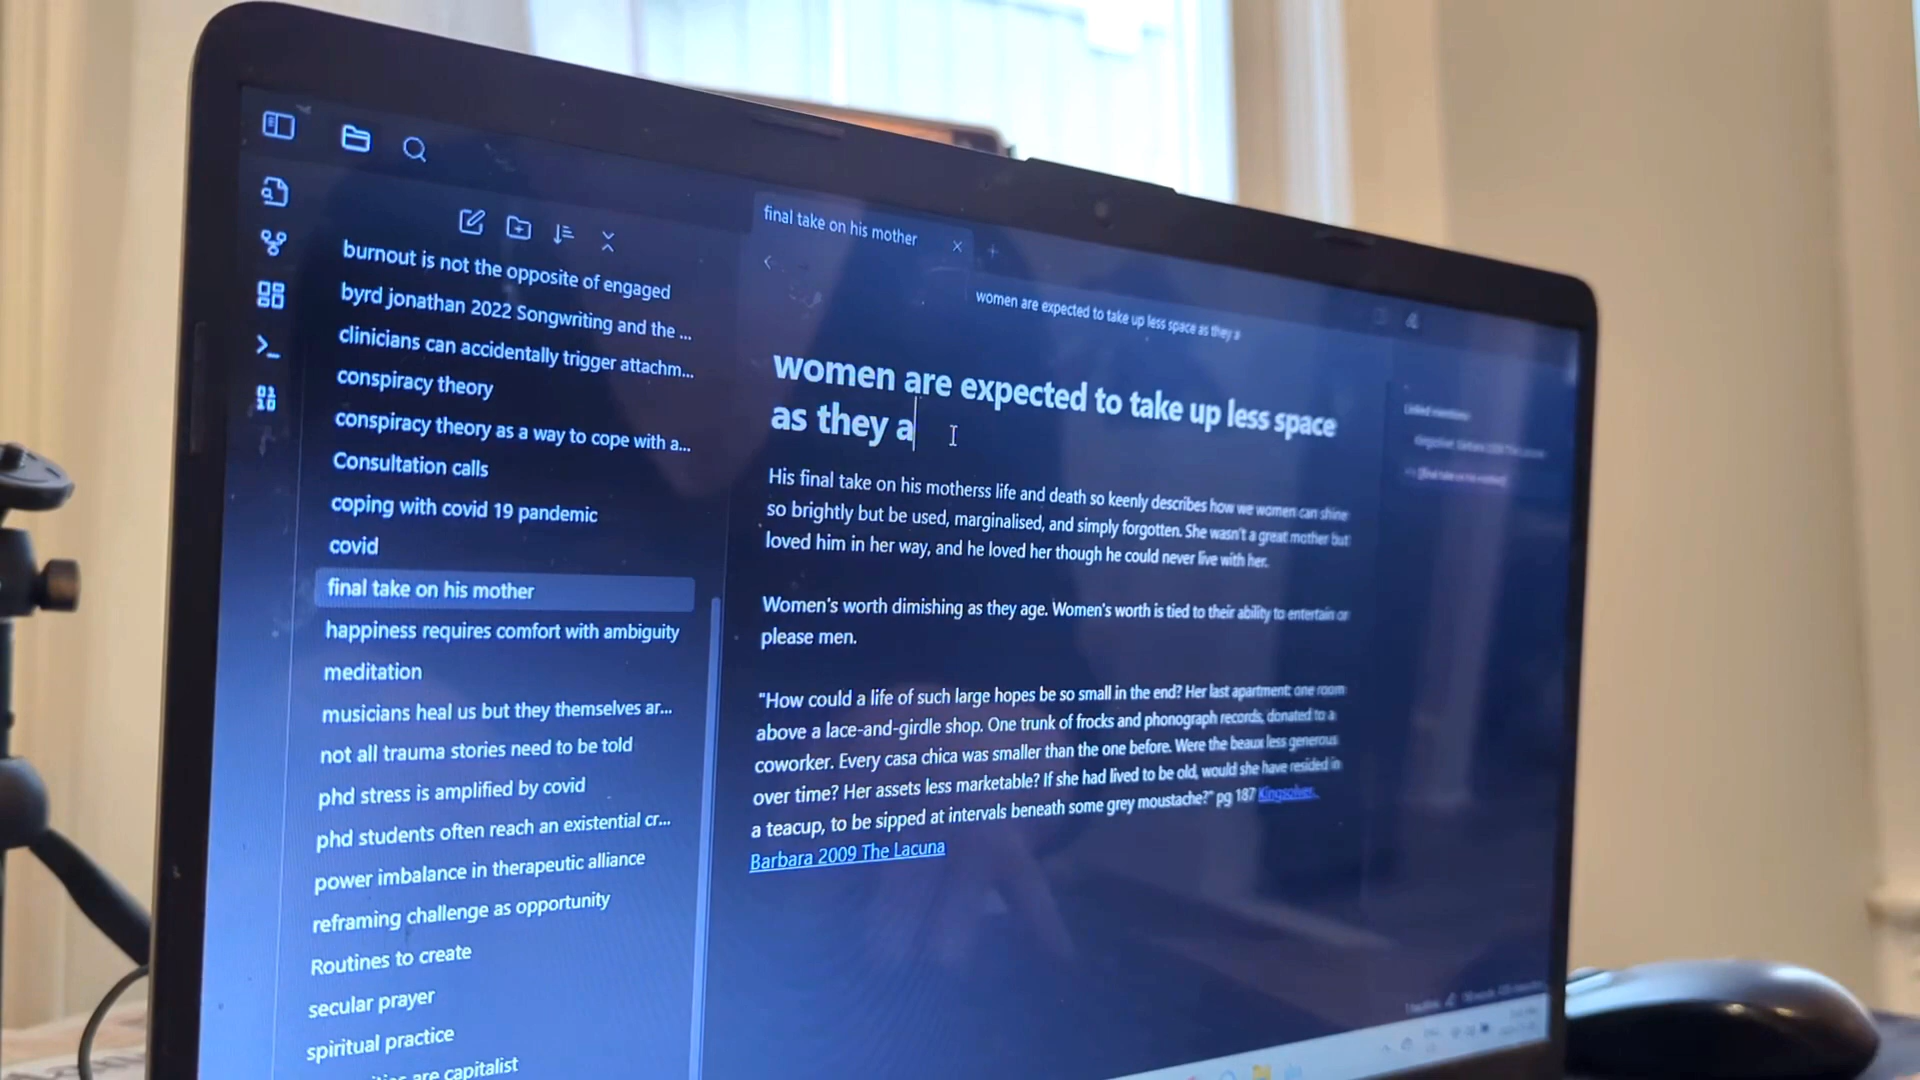 burnout is not the opposite of engaged
byrd jonathan 2022 Songwriting and the ...
clinicians can accidentally trigger attachm...
conspiracy theory
conspiracy theory as a way to cope with a...
Consultation calls
coping with covid 19 pandemic
covid
final take on his mother
happiness requires comfort with ambiguity
meditation
musicians heal us but they themselves ar...
not all trauma stories need to be told
phd stress is amplified by covid
phd students often reach an existential cr...
power imbalance in therapeutic alliance
reframing challenge as opportunity
Routines to create
secular prayer
spiritual practice
are capitalist
final take on his mother
women are expected to take up less space as they a
women are expected to take up less space
as they a
His final take on his motherss life and death so keenly describes how we women can shine
so brightly but be used, marginalised, and simply forgotten. She wasn't a great mother but
loved him in her way, and he loved her though he could never live with her.
Women's worth dimishing as they age. Women's worth is tied to their ability to entertain or
please men.
"How could a life of such large hopes be so small in the end? Her last apartment: one room
above a lace-and-girdle shop. One trunk of frocks and phonograph records, donated to a
coworker. Every casa chica was smaller than the one before. Were the beaux less generous
over time? Her assets less marketable? If she had lived to be old, would she have resided in
a teacup, to be sipped at intervals beneath some grey moustache?" pg 187 Kingsolver,
Barbara 2009 The Lacuna
Linked mentions